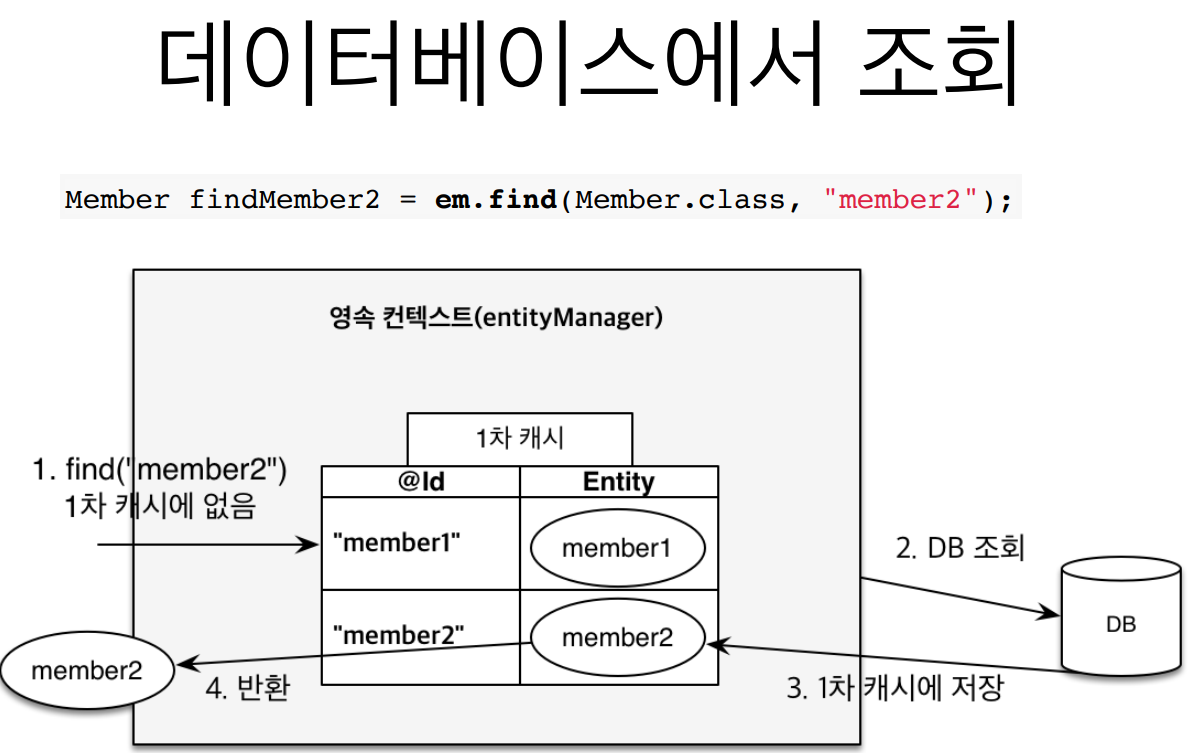 데이터베이스에서 조회
Member findMember2 = em.find(Member.class, "member2");
영속 컨텍스트(entityManager)
1차 캐시
1. find("member2")
1차 캐시에 없음
@Id Entity
"member1" member1
2. DB 조회
DB
"member2" member2
member2
4. 반환
3. 1차 캐시에 저장